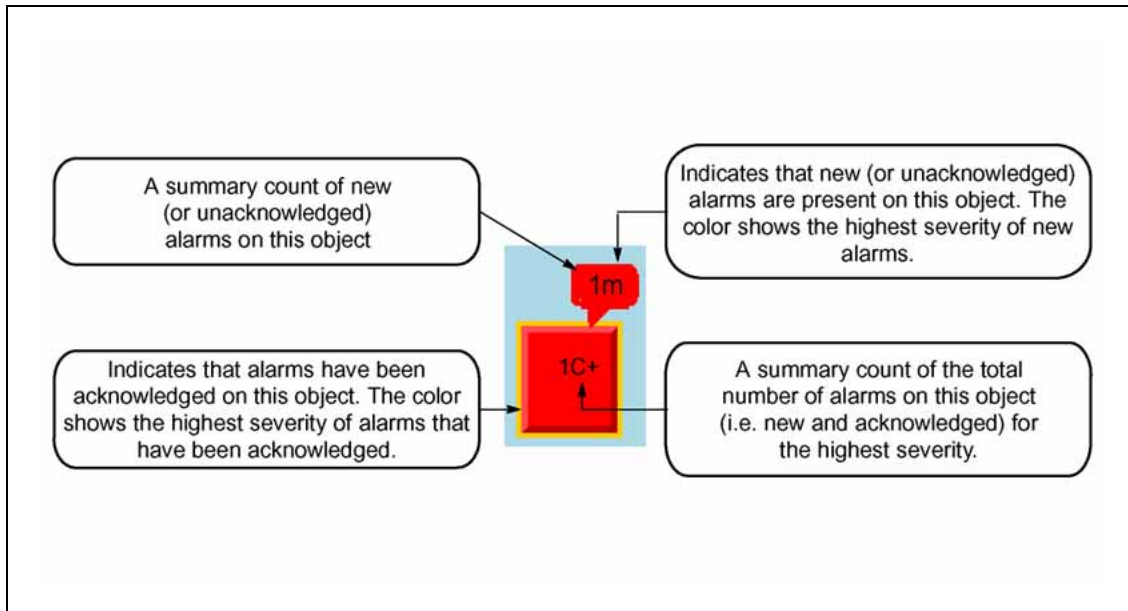 A summary count of new
(or unacknowledged)
alarms on this object
Indicates that new (or unacknowledged)
alarms are present on this object. The
color shows the highest severity of new
alarms.
1m
Indicates that alarms have been
acknowledged on this object. The color
shows the highest severity of alarms that
have been acknowledged.
1C+
A summary count of the total
number of alarms on this object
(i.e. new and acknowledged) for
the highest severity.